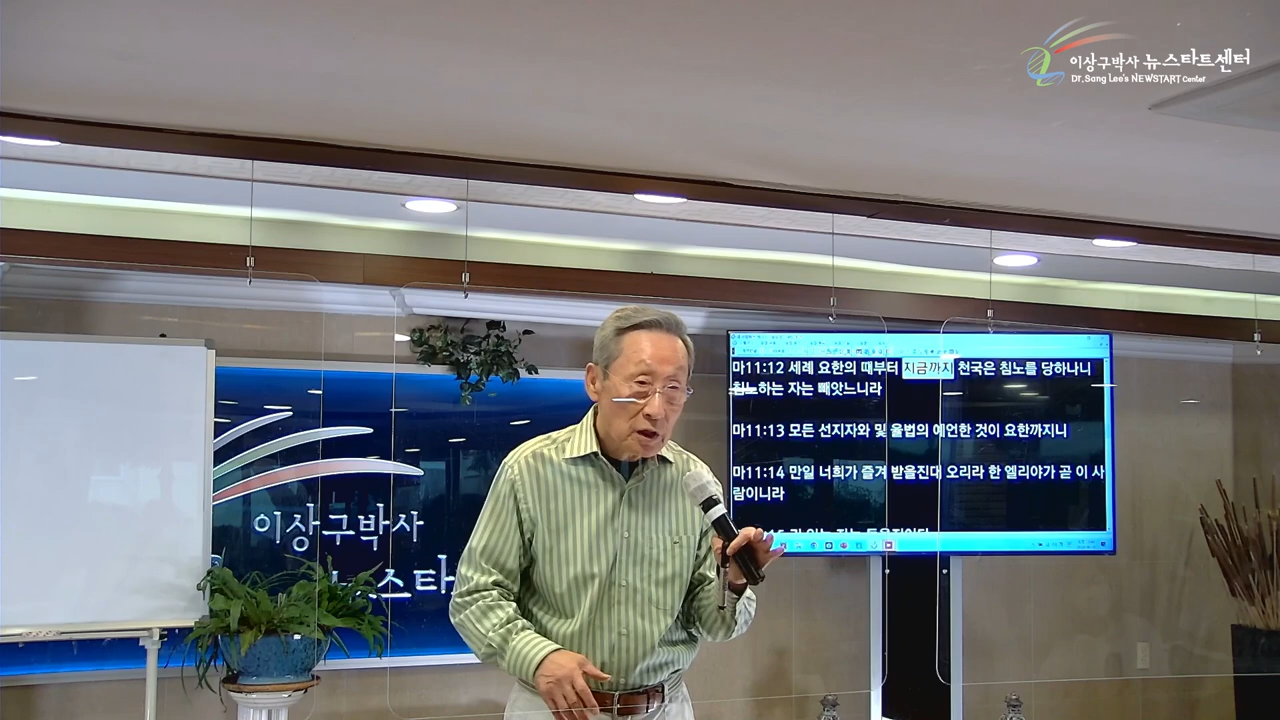 이상구박사 뉴스타트센터
Dr. Sang Lee's NEWSTART Center
마11:12 세례 요한의 때부터 지금까지 천국은 침노를 당하나니
침노하는 자는 빼앗느니라
마11:13 모든 선지자와 및 율법의 예언한 것이 요한까지니
마11:14 만일 너희가 즐겨 받을진대 오리라 한 엘리야가 곧 이 사
람이니라
이상구박사
뉴스타